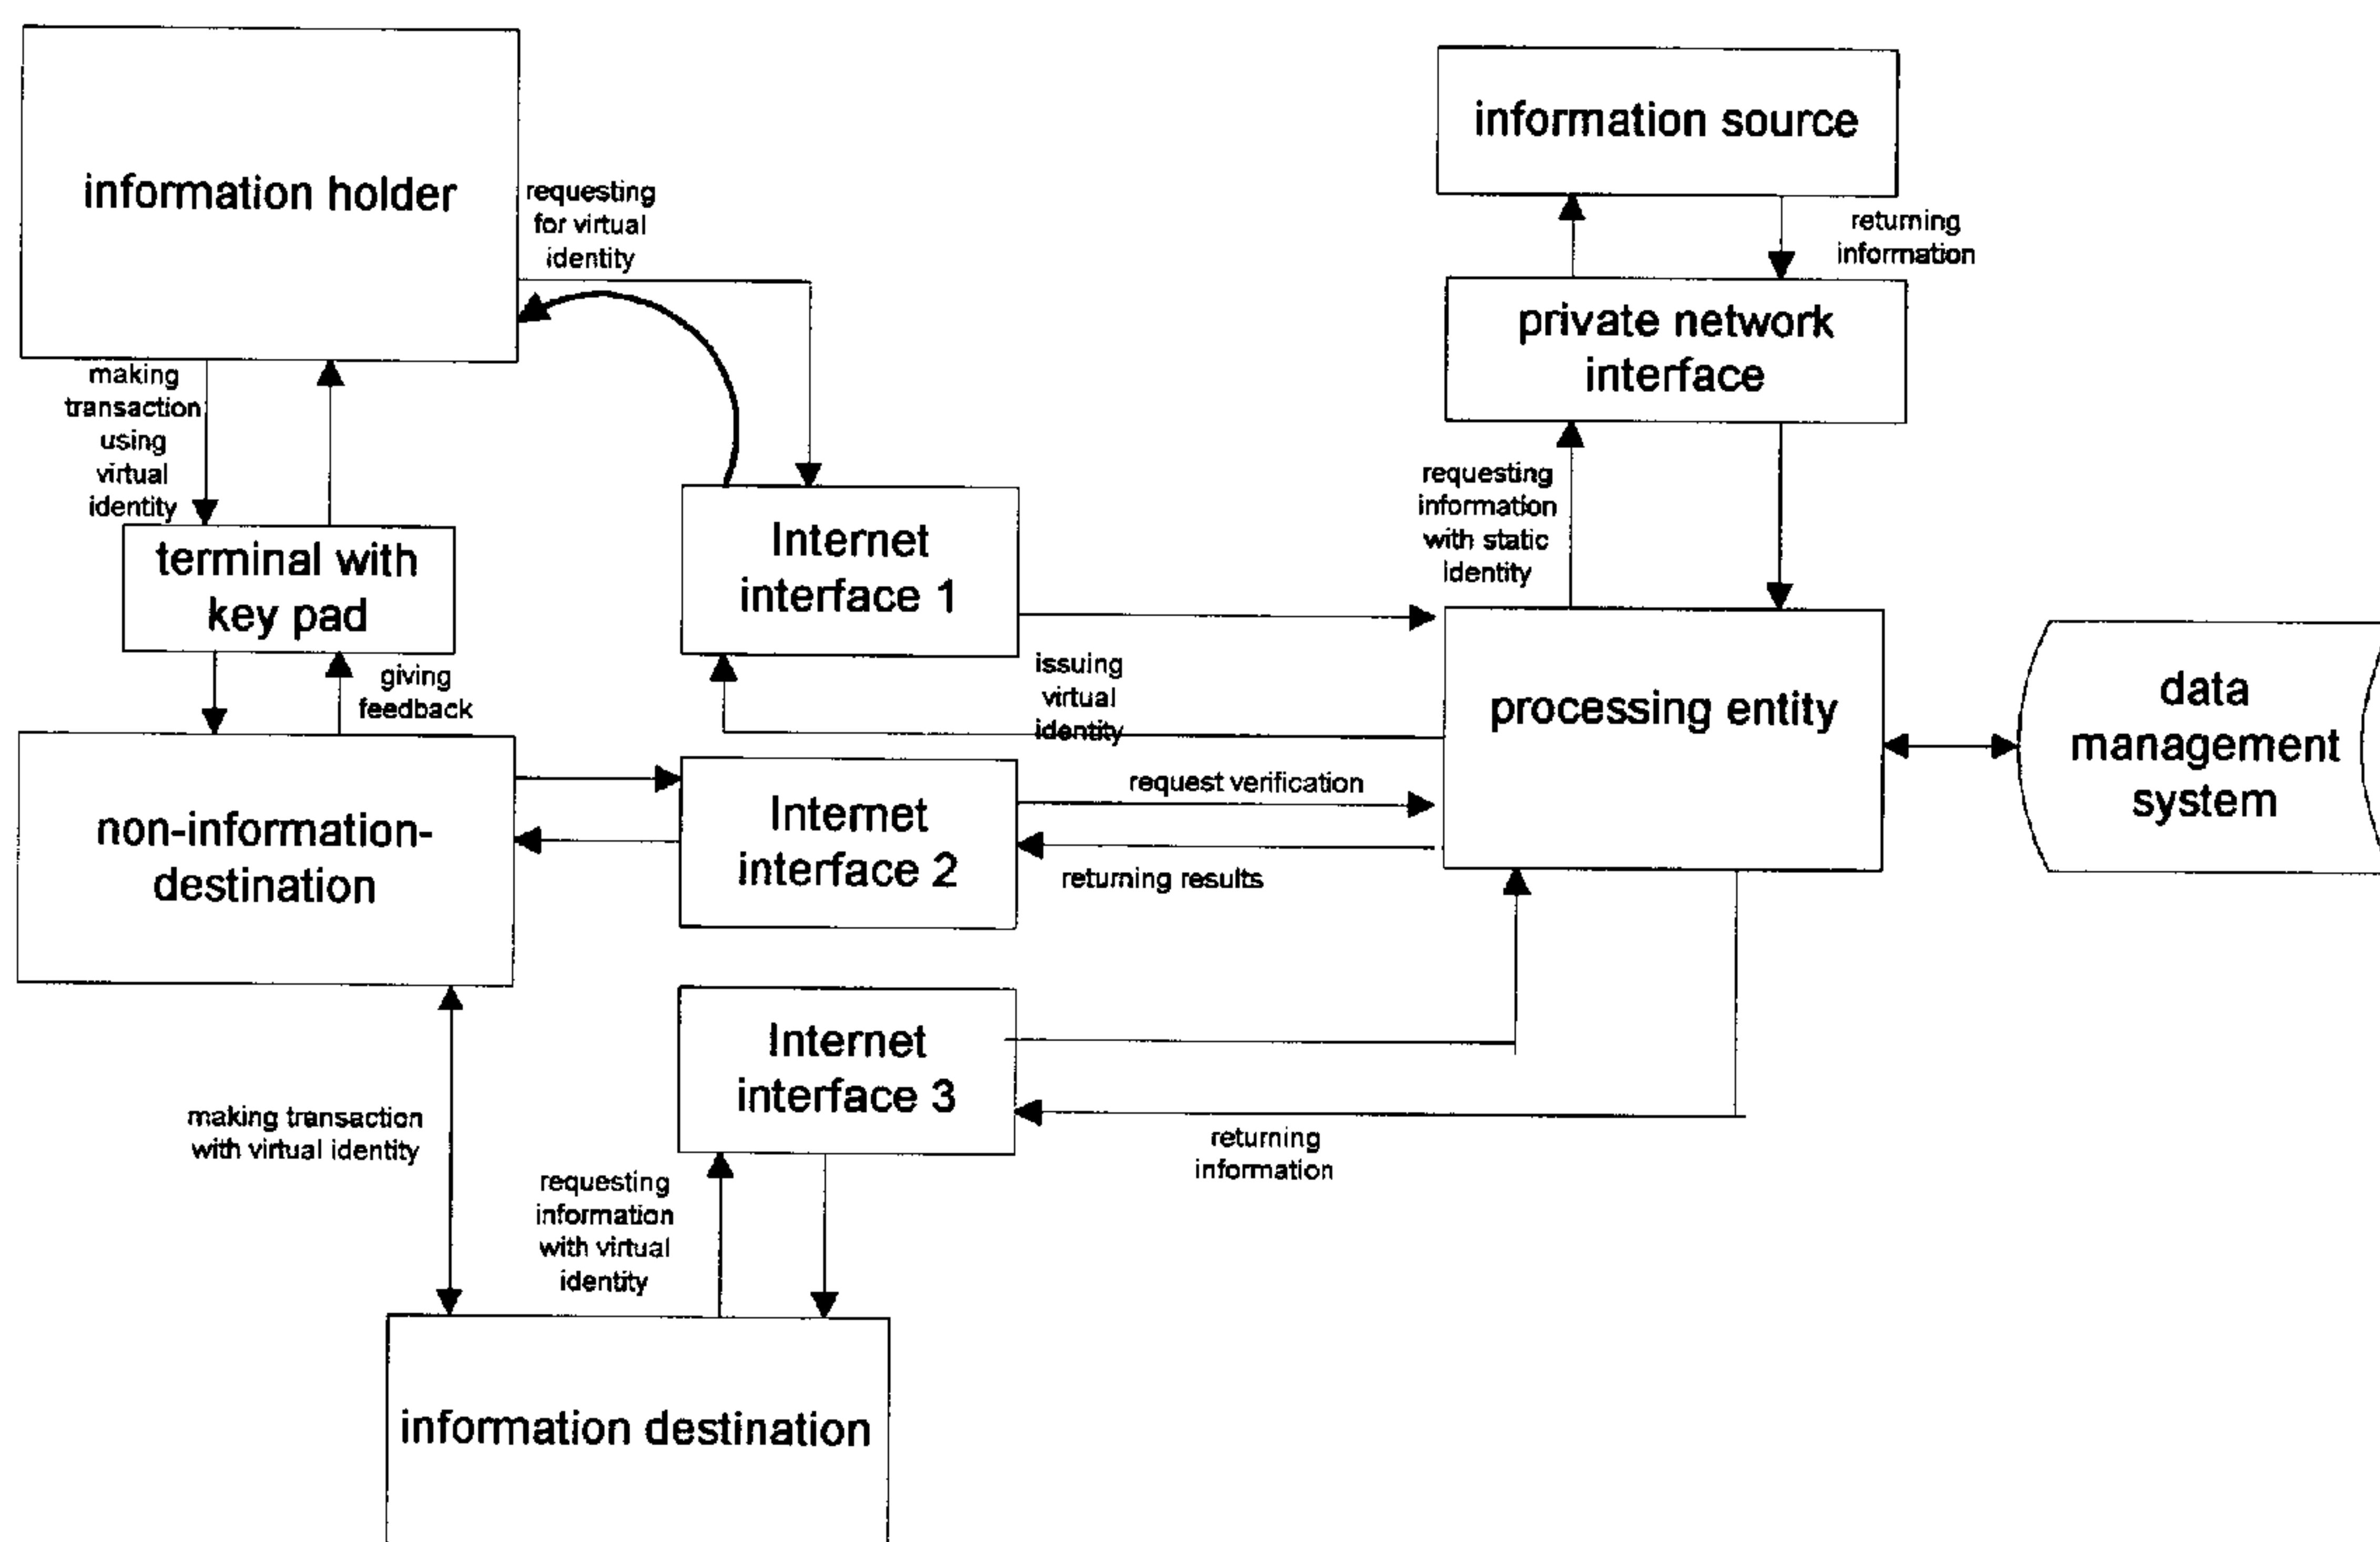 information holder
requesting
for virtual
identity
information source
returning
information
private network
interface
making
transaction
using
virtual
identity
requesting
information
with static
identity
terminal with
key pad
Internet
interface 1
giving
feedback
issuing
virtual
identity
processing entity
data
management
system
non-information-
destination
Internet
interface 2
request verification
returning results
Internet
interface 3
making transaction
with virtual identity
returning
information
requesting
information
with virtual
identity
information destination